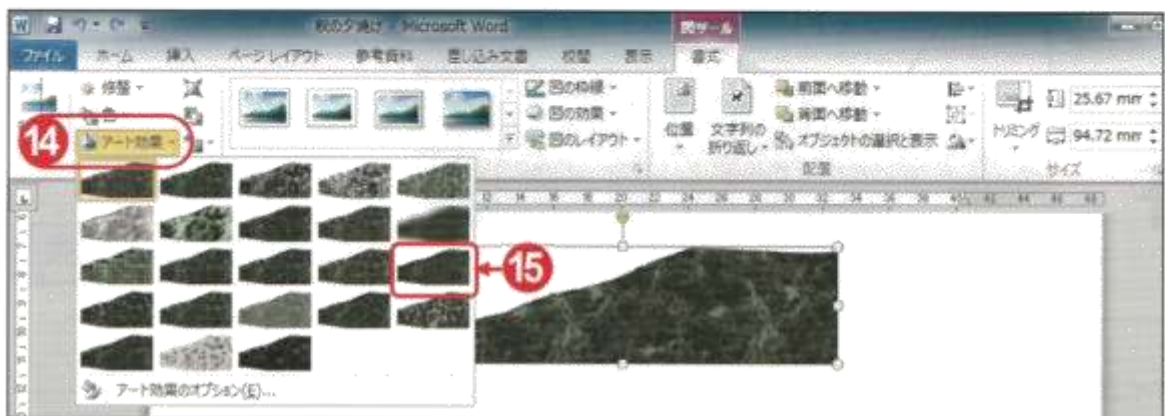 W 秋の夕焼け - Microsoft Word 図ツール
ファイル ホーム 挿入 ページ レイアウト 参考資料 差し込み文書 校閲 表示 書式
修整 図の枠線 前面へ移動 25.67 mm
色 図の効果 背面へ移動
14 アート効果 図のレイアウト 位置 文字列の折り返し オブジェクトの選択と表示 トリミング 94.72 mm
配置 サイズ
15
アート効果のオプション(E)...